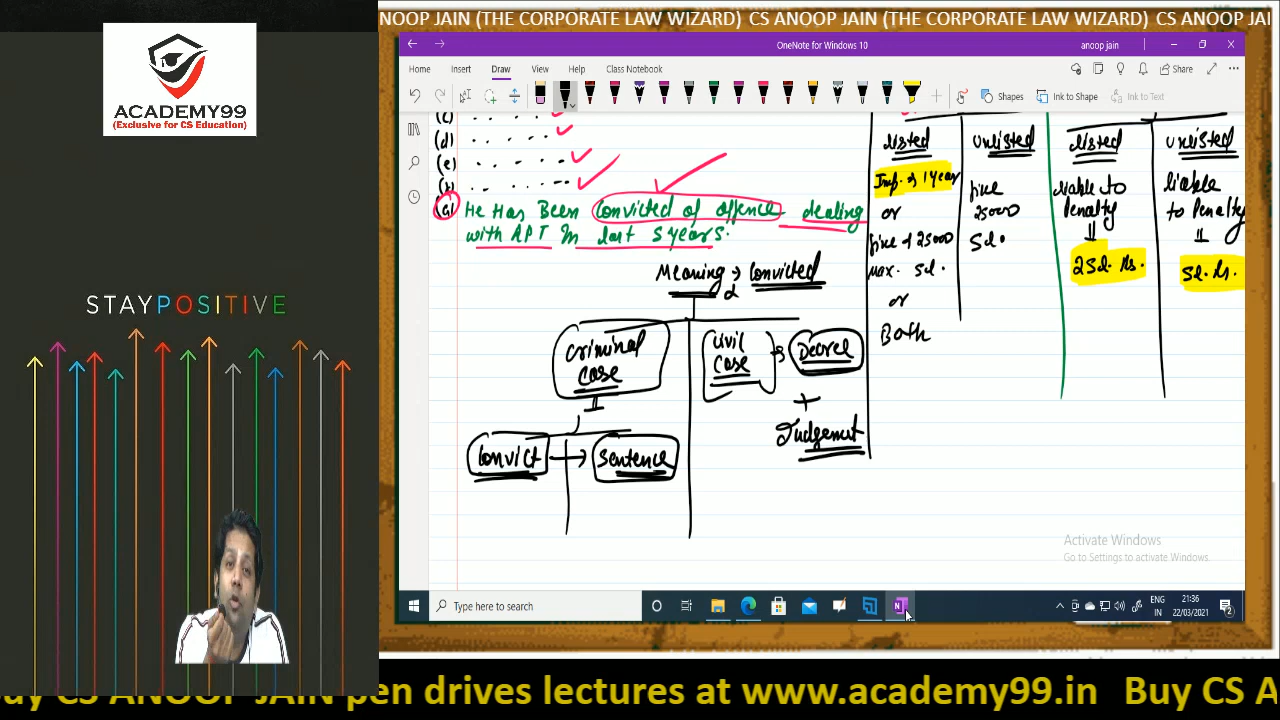 NOOP JAIN (THE CORPORATE LAW WIZARD) CS ANOOP JAIN (THE CORPORATE LAW WIZARD) CS ANOOP JAI
ACADEMY99
(Exclusive for CS Education)
STAYPOSITIVE
OneNote for Windows 10
anoop jain
Home Insert Draw View Help Class Notebook
Share
Shapes Ink to Shape Ink to Text
(c) . . . . .
(d) . . . . .
(e) . . . . .
. . . . .
(g) He Has Been Convicted of offence dealing
with RPT in last 5 years.
Meaning of Convicted
Criminal
Case
Civil
Case
Decree
+
Judgement
Convict → Sentence
Listed
Imp. of 1 year
or
fine of 25000
Max. 5L.
or
Both
Unlisted
fine
25000
5L.
Listed
liable to
Penalty
=
25L. Rs.
Unlisted
liable
to Penalty
=
5L. Rs.
Activate Windows
Go to Settings to activate Windows.
Type here to search
ENG
IN
21:36
22/03/2021
2
Buy CS ANOOP JAIN pen drives lectures at www.academy99.in Buy CS A